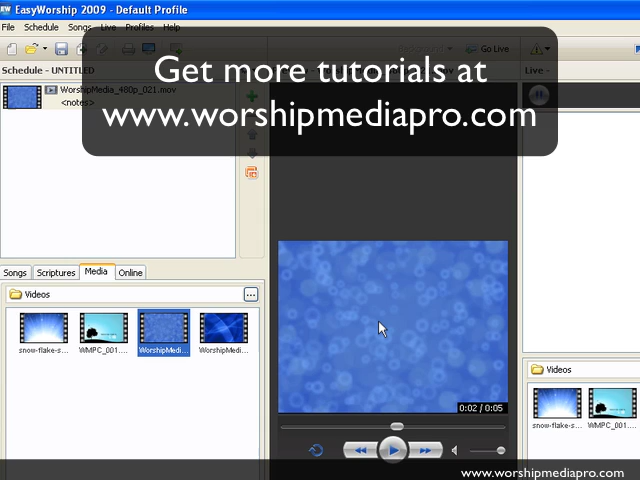 EasyWorship 2009 - Default Profile
File Schedule Songs Live Profiles Help
Go Live
Schedule - UNTITLED
Live -
Get more tutorials at
www.worshipmediapro.com
WorshipMedia_480p_021.mov
<notes>
Songs Scriptures Media Online
Videos
...
snow-flake-s...
WMPC_001....
WorshipMedi...
WorshipMedi...
0:02 / 0:05
Videos
snow-flake-s...
WMPC_001....
www.worshipmediapro.com